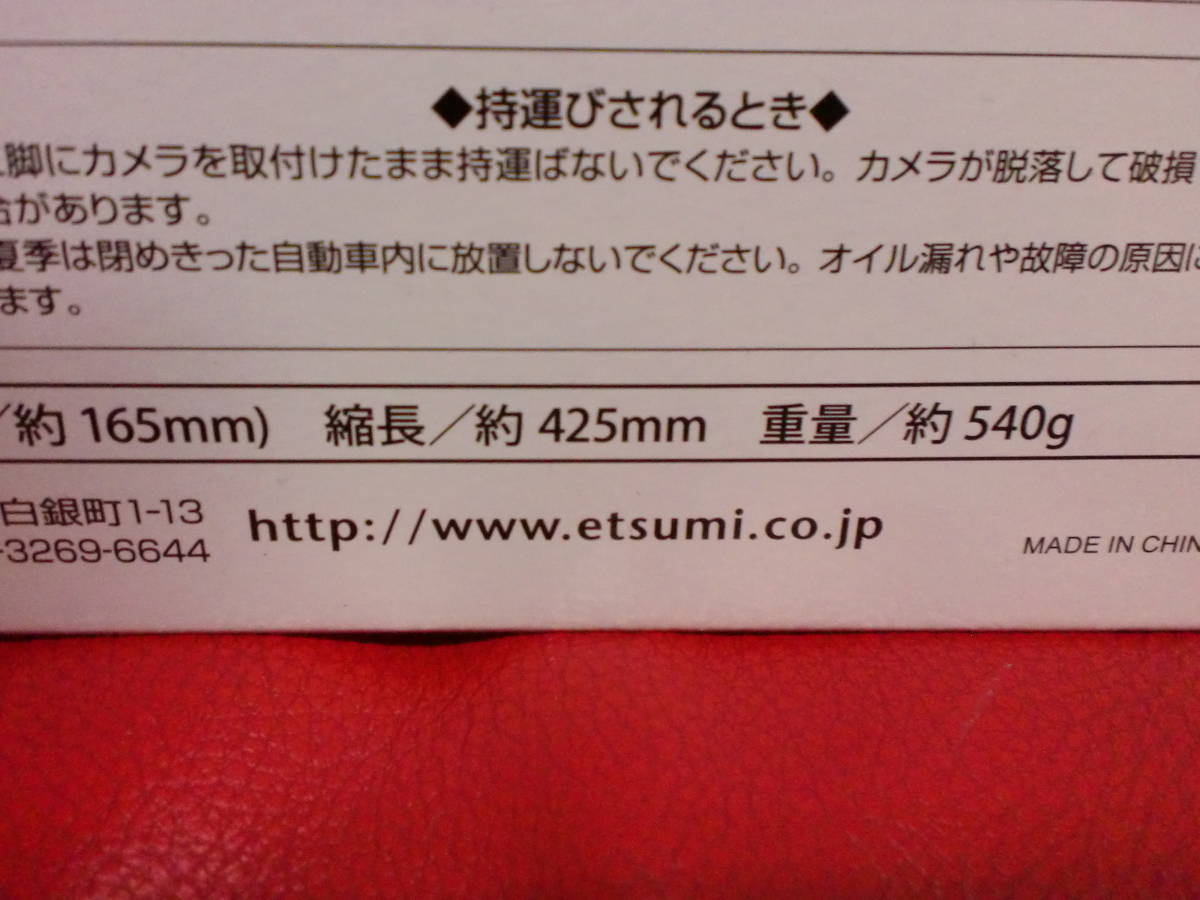 ◆持運びされるとき◆
脚にカメラを取付けたまま持運ばないでください。カメラが脱落して破損
合があります。
夏季は閉めきった自動車内に放置しないでください。オイル漏れや故障の原因に
ます。
/約 165mm) 縮長/約 425mm 重量/約 540g
白銀町1-13
-3269-6644
http://www.etsumi.co.jp
MADE IN CHIN